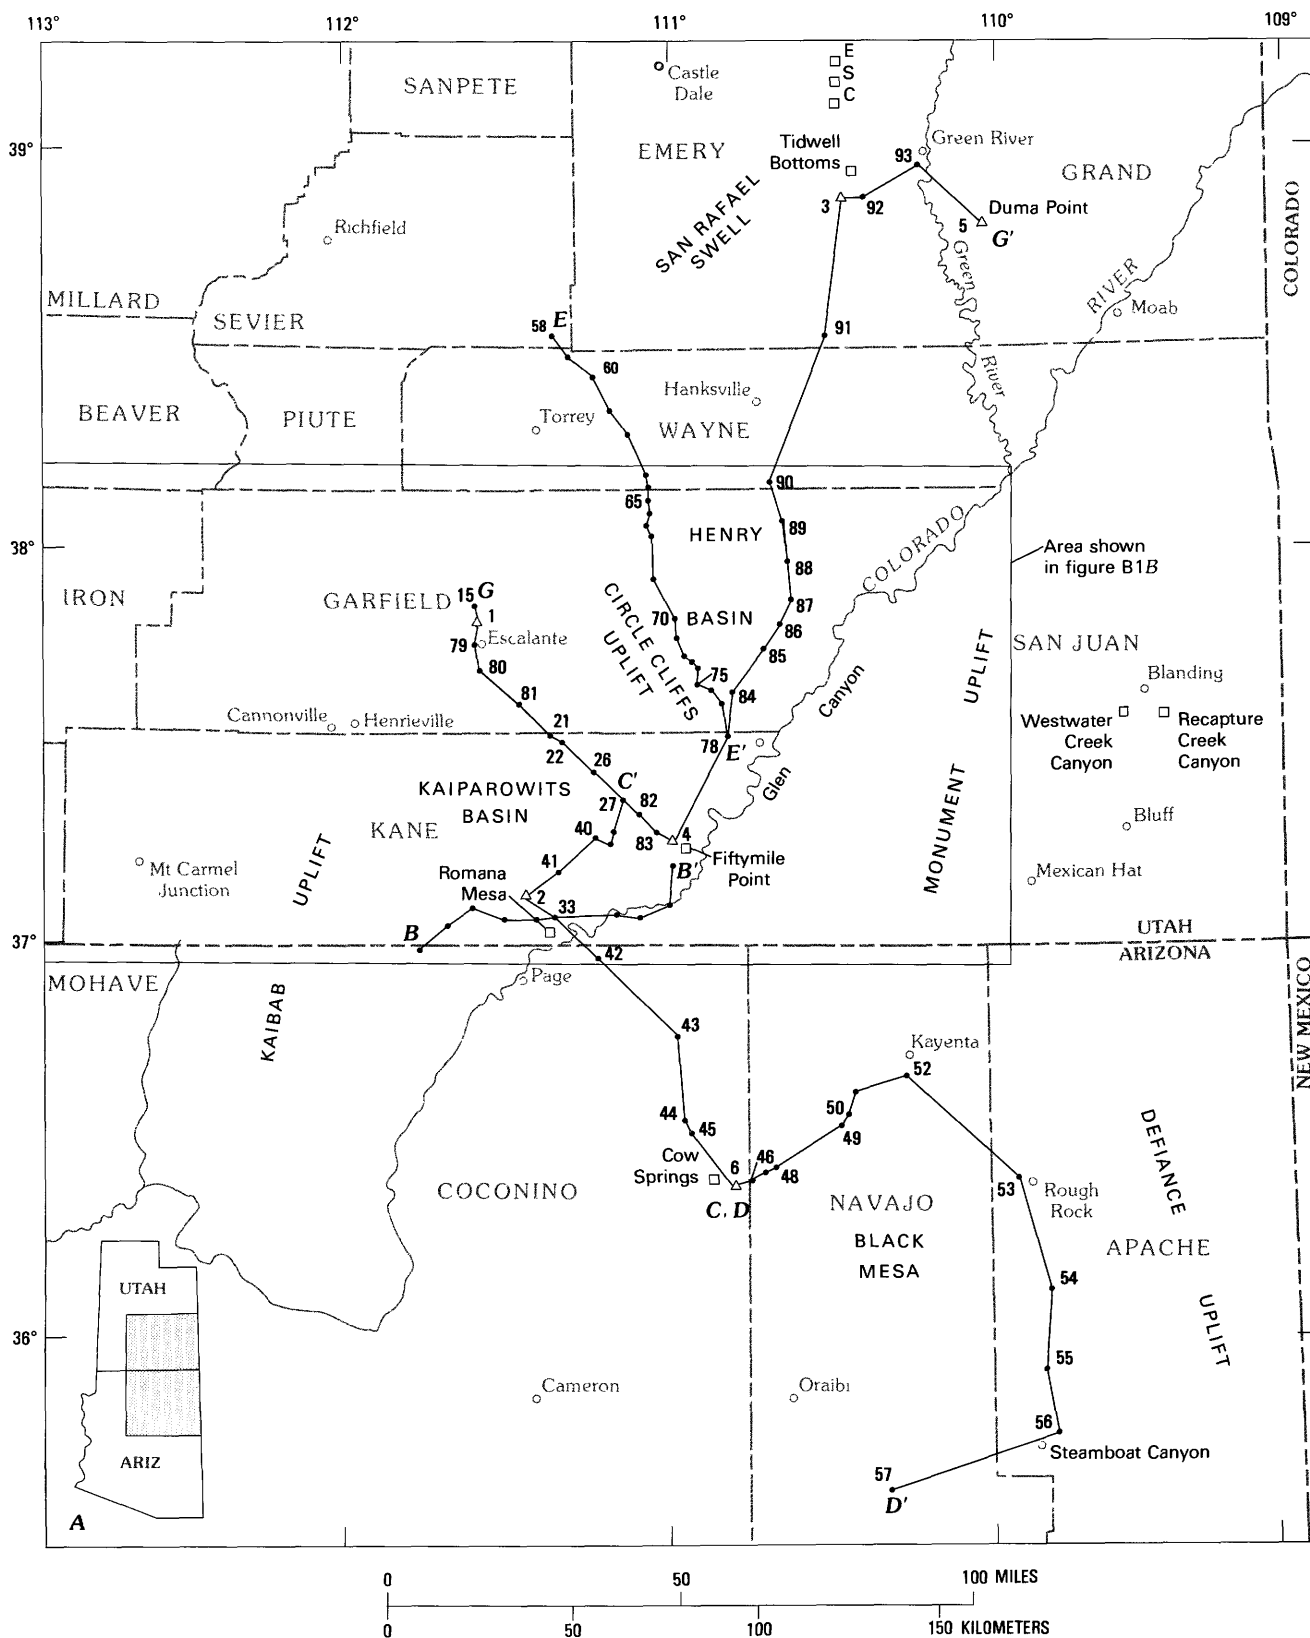 113°
112°
111°
110°
109°
E
S
C
Castle
Dale
SANPETE
39°
EMERY
Tidwell
Bottoms
93
Green River
GRAND
COLORADO
3
92
5
Duma Point
G'
SAN RAFAEL
SWELL
Richfield
Green
River
RIVER
MILLARD
SEVIER
58
E
91
Moab
60
Hanksville
BEAVER
PIUTE
Torrey
WAYNE
90
65
HENRY
89
COLORADO
38°
88
Area shown
in figure B1B
IRON
GARFIELD
15
G
1
CIRCLE CLIFFS
UPLIFT
70
BASIN
87
86
79
Escalante
85
SAN JUAN
80
75
84
Canyon
UPLIFT
Blanding
81
Cannonville
Henrieville
21
22
78
E'
Glen
Westwater
Creek
Canyon
Recapture
Creek
Canyon
26
KAIPAROWITS
BASIN
C'
82
27
MONUMENT
KANE
40
83
4
Bluff
UPLIFT
Mt Carmel
Junction
41
B'
Fiftymile
Point
Mexican Hat
Romana
Mesa
2
33
B
37°
UTAH
ARIZONA
42
MOHAVE
Page
KAIBAB
NEW MEXICO
43
Kayenta
52
44
45
50
49
DEFIANCE
Cow
Springs
6
46
48
C, D
COCONINO
NAVAJO
53
Rough
Rock
BLACK
MESA
APACHE
54
UTAH
UPLIFT
36°
55
Cameron
Oraibi
56
Steamboat Canyon
ARIZ
57
D'
A
0
50
100 MILES
0
50
100
150 KILOMETERS